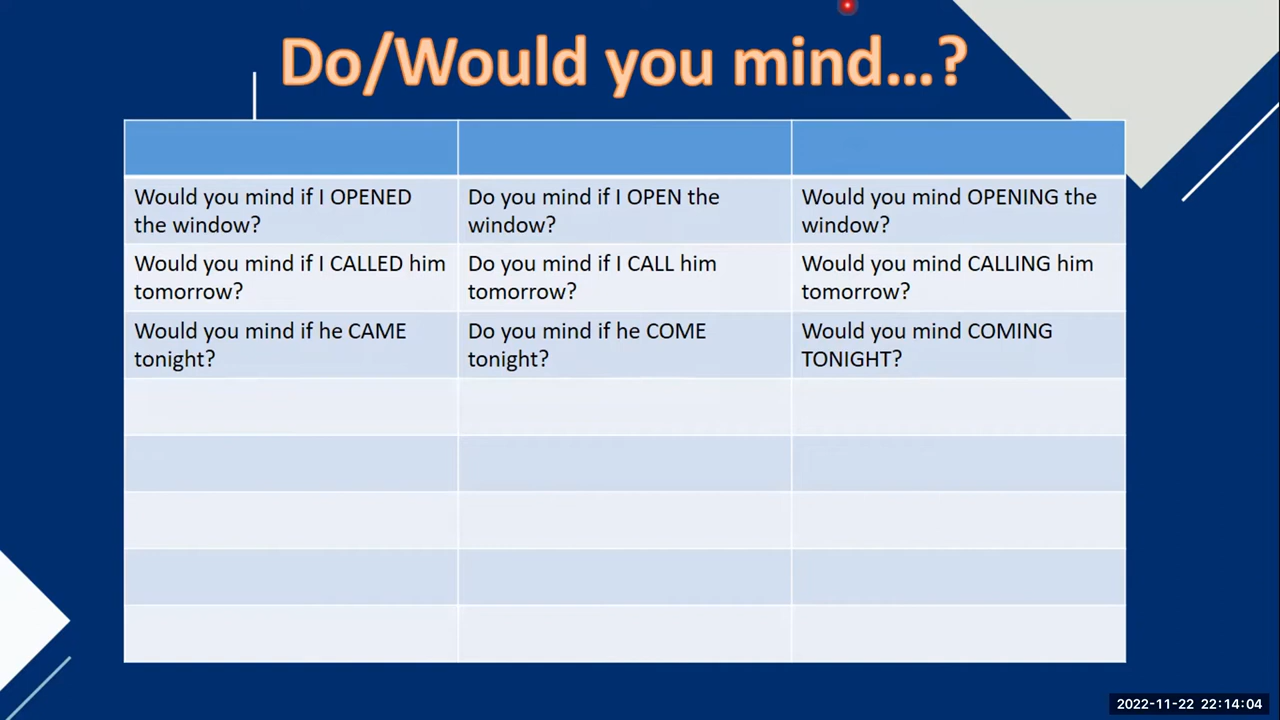 Do/Would you mind...?
Would you mind if I OPENED
the window?
Do you mind if I OPEN the
window?
Would you mind OPENING the
window?
Would you mind if I CALLED him
tomorrow?
Do you mind if I CALL him
tomorrow?
Would you mind CALLING him
tomorrow?
Would you mind if he CAME
tonight?
Do you mind if he COME
tonight?
Would you mind COMING
TONIGHT?
2022-11-22 22:14:04